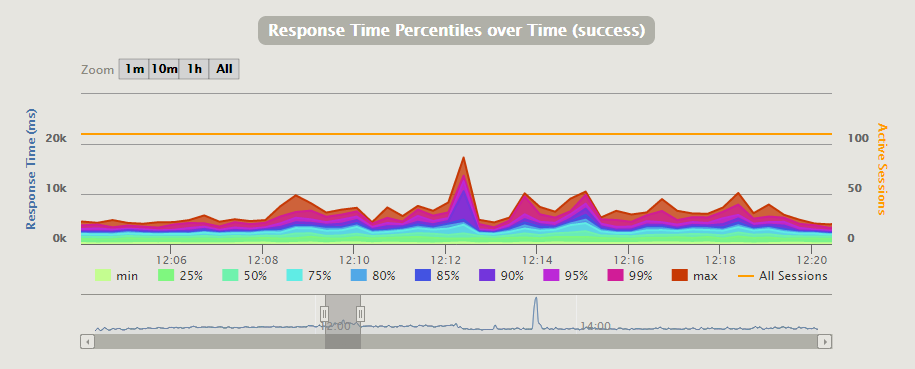 Response Time Percentiles over Time (success)
Zoom 1m 10m 1h All
Response Time (ms)
20k
10k
0k
100
50
0
Active Sessions
12:06 12:08 12:10 12:12 12:14 12:16 12:18 12:20
min 25% 50% 75% 80% 85% 90% 95% 99% max All Sessions
14:00